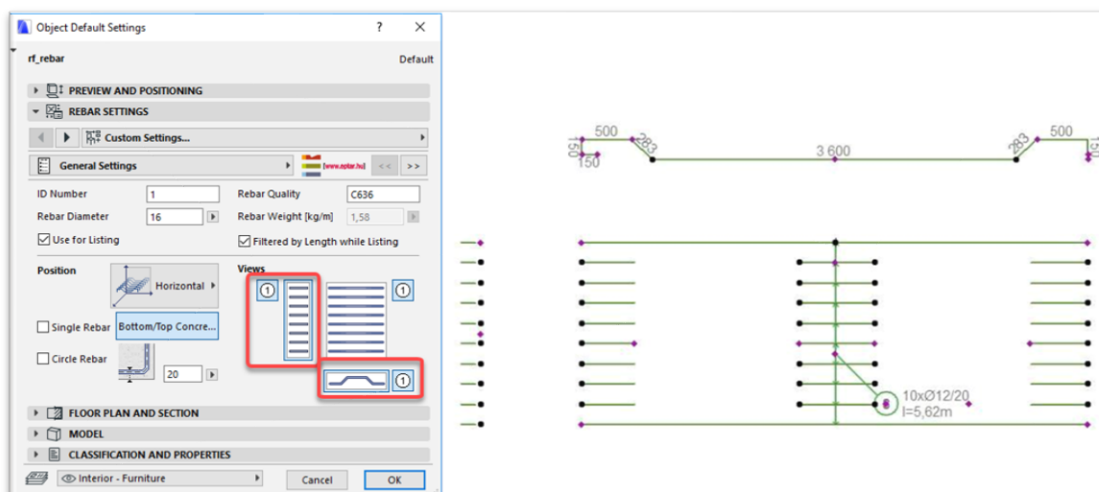 Object Default Settings ?
rf_rebar Default
PREVIEW AND POSITIONING
REBAR SETTINGS
Custom Settings...
General Settings [www.eptar.hu] << >>
ID Number 1 Rebar Quality C636
Rebar Diameter 16 Rebar Weight [kg/m] 1,58
Use for Listing Filtered by Length while Listing
Position Views
Horizontal
1 1
Single Rebar Bottom/Top Concre...
Circle Rebar
20
1
FLOOR PLAN AND SECTION
MODEL
CLASSIFICATION AND PROPERTIES
Interior - Furniture Cancel OK
500 283 3 600 283 500
150 150 150
10xØ12/20
l=5,62m